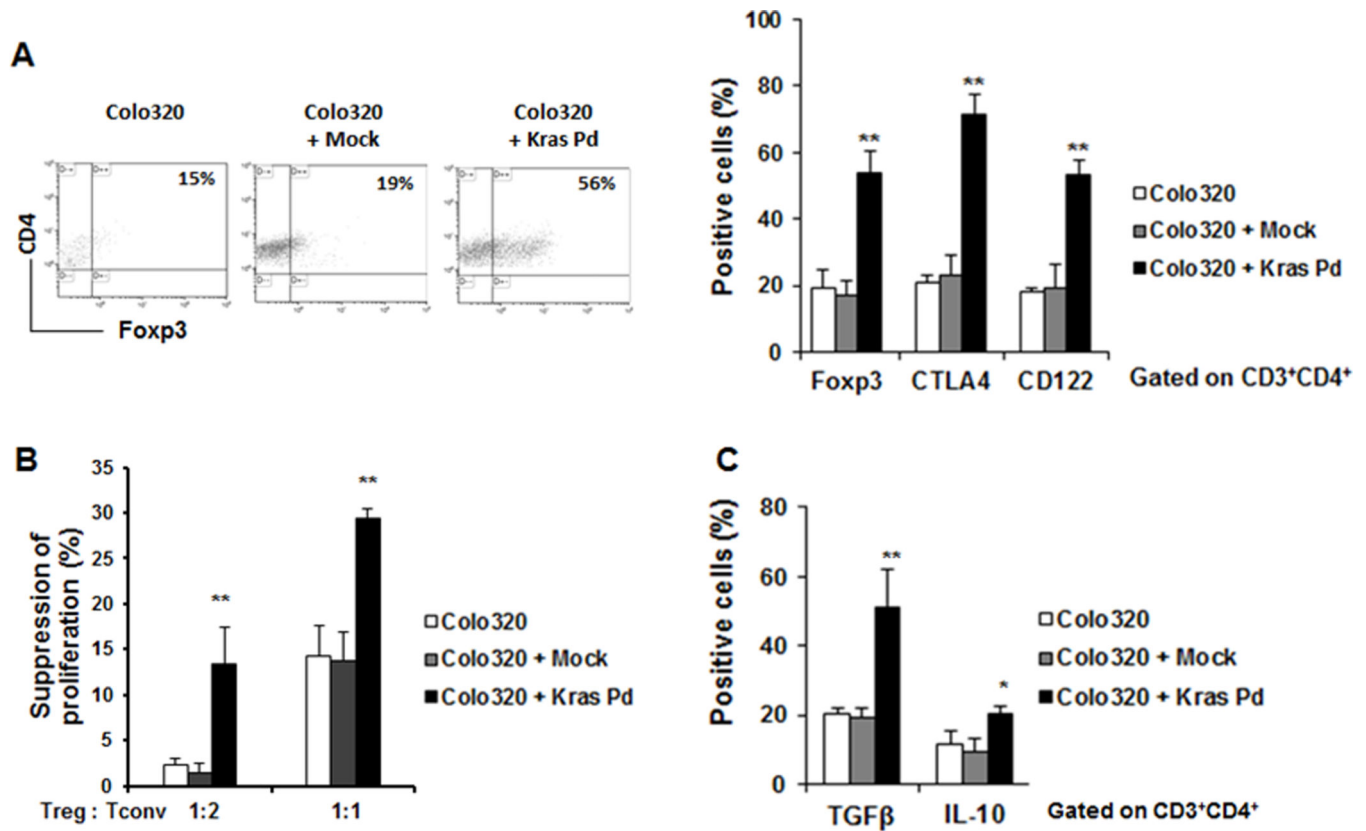 A
Colo320
Colo320
+ Mock
Colo320
+ Kras Pd
15%
19%
56%
CD4
Foxp3
Positive cells (%)
100
80
60
40
20
0
**
**
**
Foxp3
CTLA4
CD122
Gated on CD3⁺CD4⁺
Colo320
Colo320 + Mock
Colo320 + Kras Pd
B
Suppression of
proliferation (%)
35
30
25
20
15
10
5
0
**
**
Treg : Tconv
1:2
1:1
Colo320
Colo320 + Mock
Colo320 + Kras Pd
C
Positive cells (%)
80
60
40
20
0
**
*
TGFβ
IL-10
Gated on CD3⁺CD4⁺
Colo320
Colo320 + Mock
Colo320 + Kras Pd